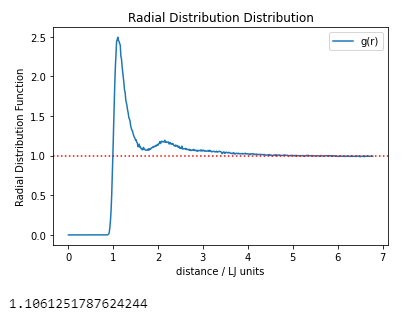 Radial Distribution Distribution
g(r)
Radial Distribution Function
2.5
2.0
1.5
1.0
0.5
0.0
0 1 2 3 4 5 6 7
distance / LJ units
1.1061251787624244